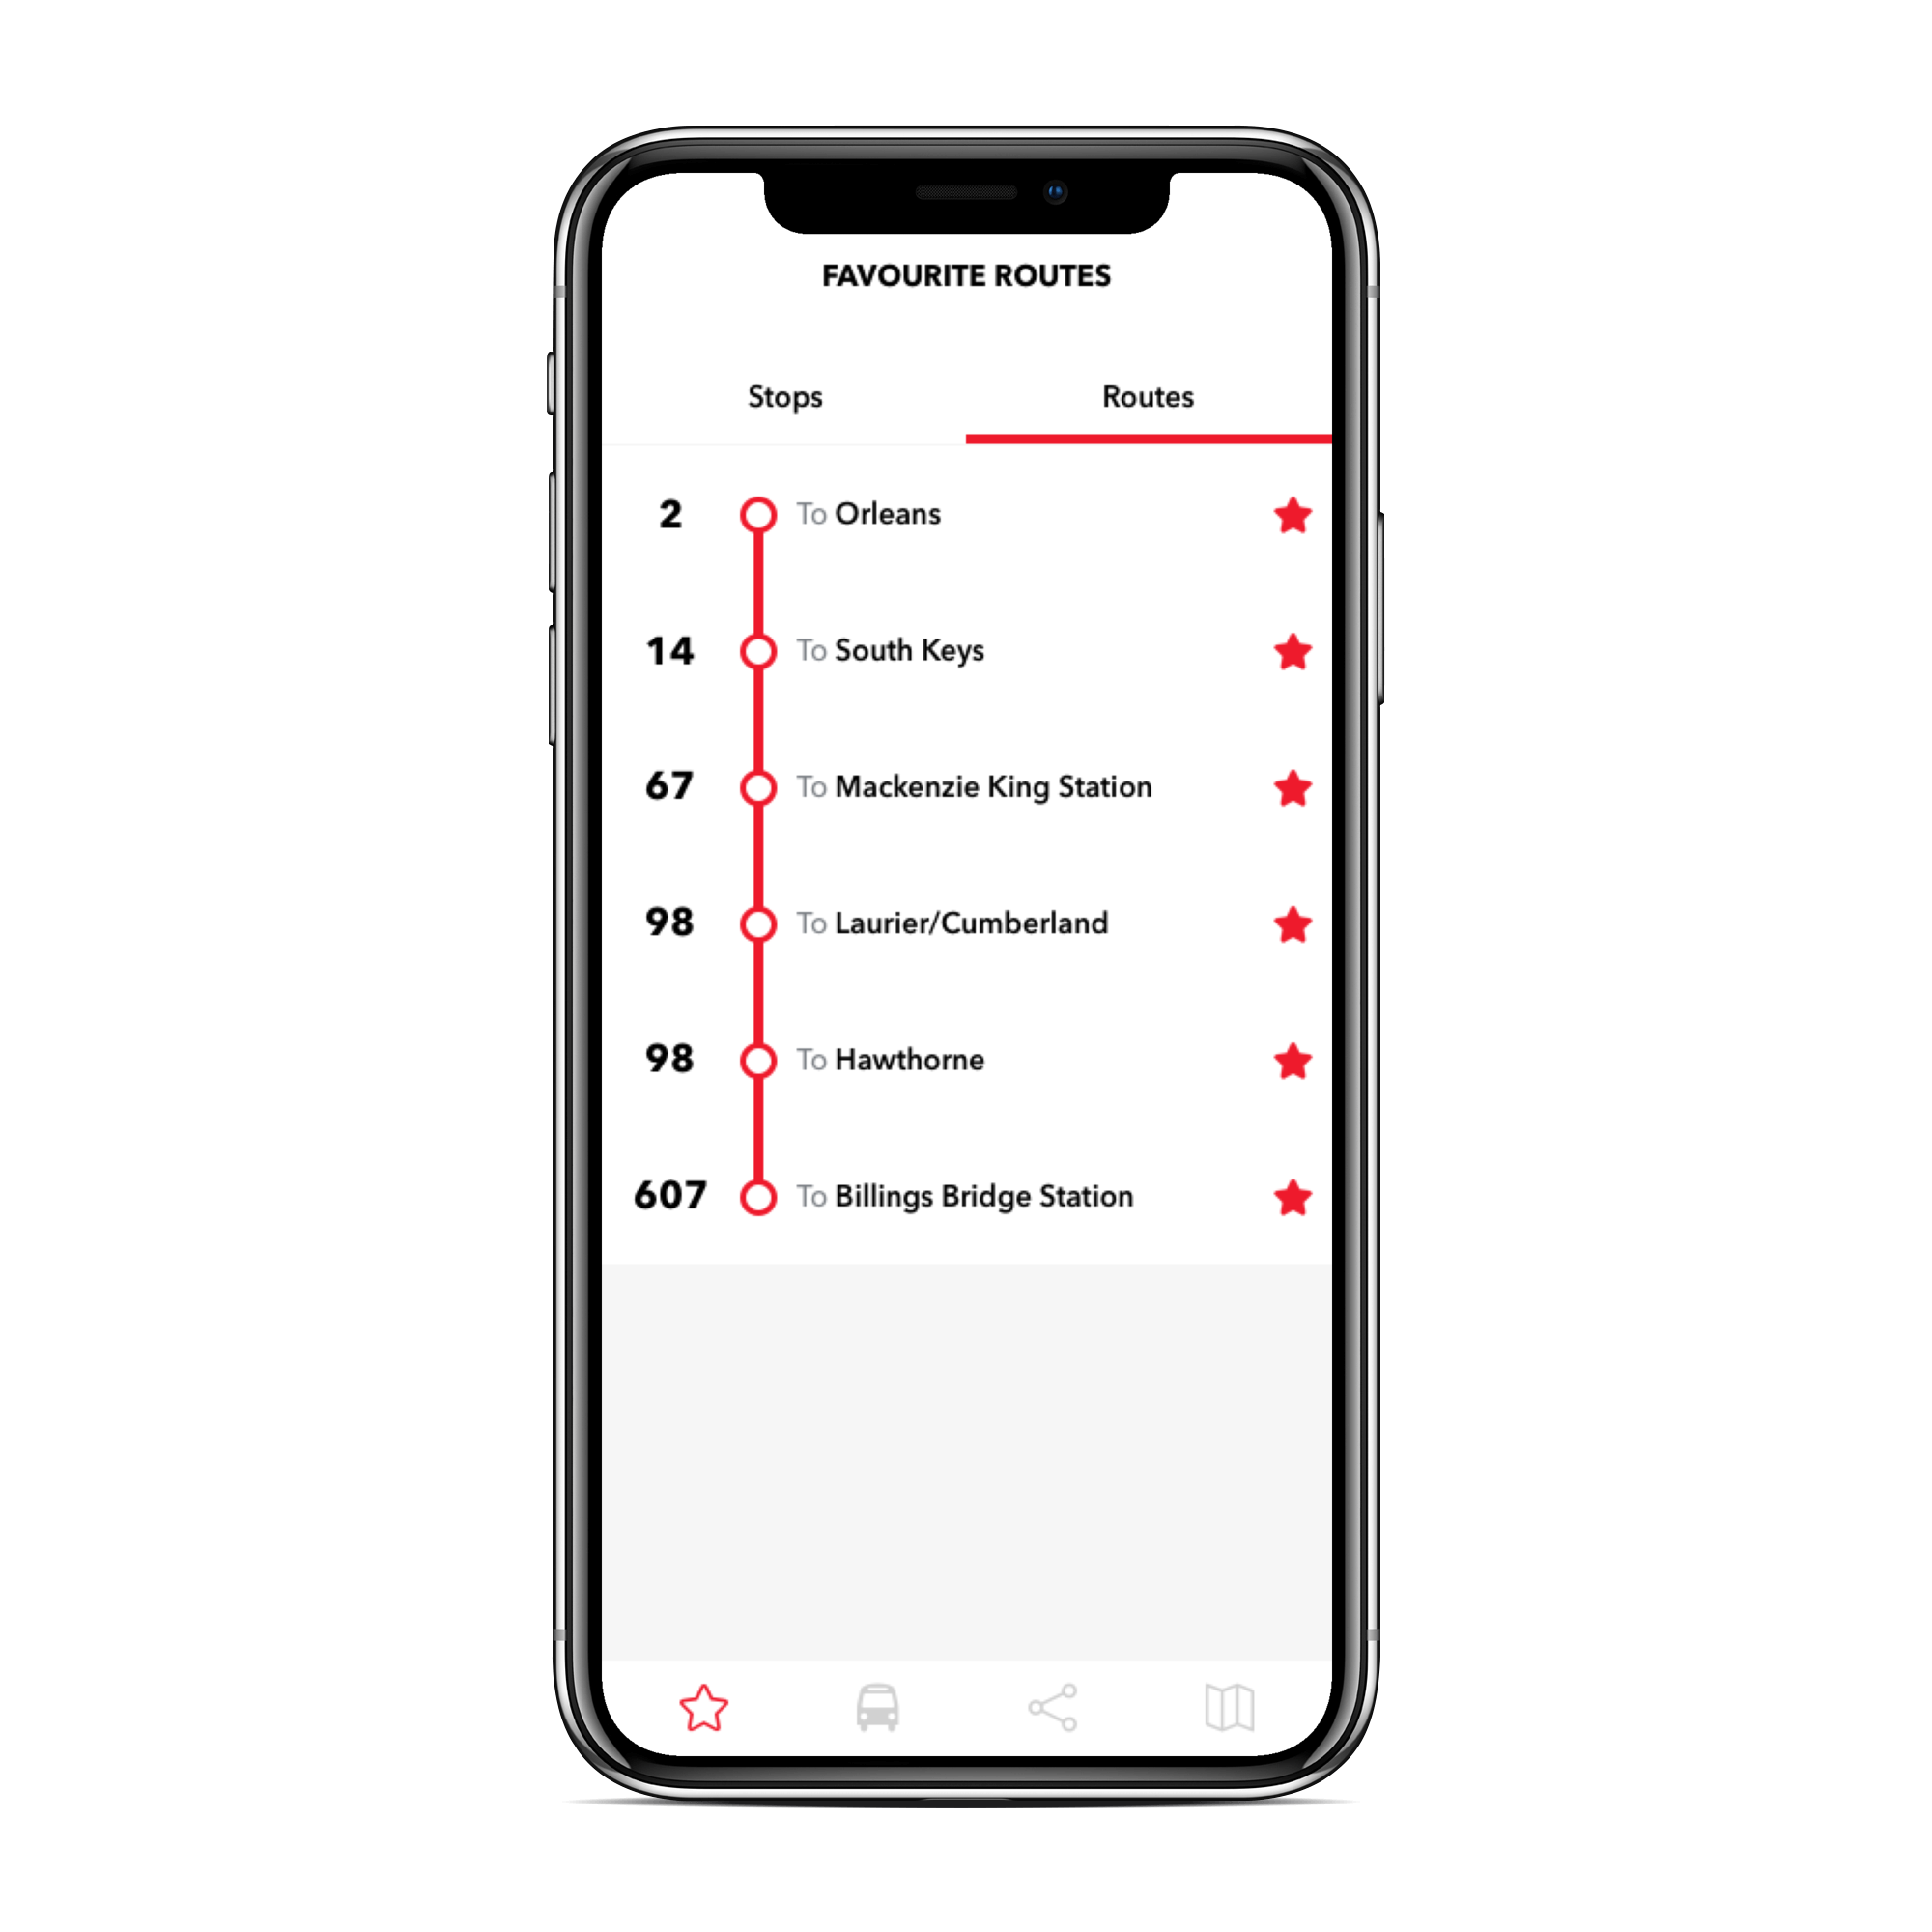 FAVOURITE ROUTES
Stops Routes
2 To Orleans
14 To South Keys
67 To Mackenzie King Station
98 To Laurier/Cumberland
98 To Hawthorne
607 To Billings Bridge Station